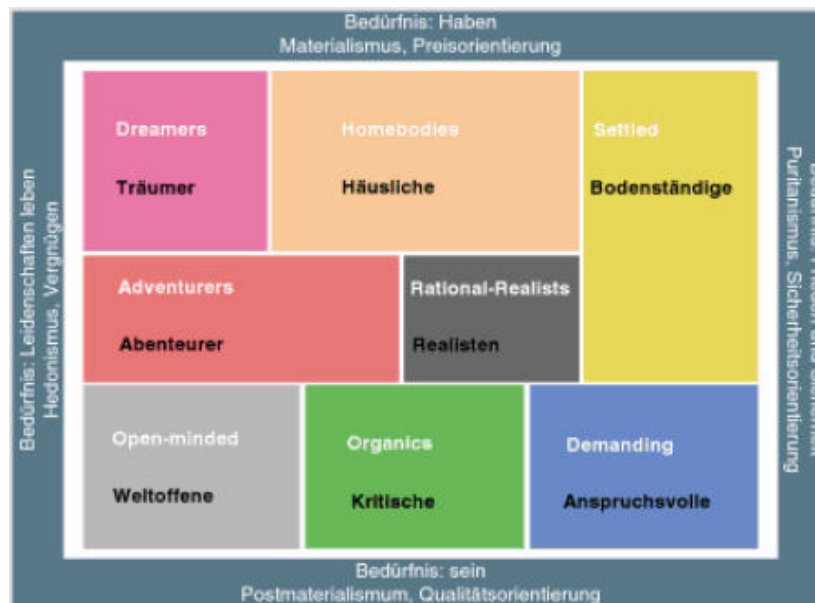 Bedürfnis: Haben
Materialismus, Preisorientierung
Bedürfnis: Leidenschaften leben
Hedonismus, Vergnügen
Dreamers
Träumer
Homebodies
Häusliche
Settled
Bodenständige
Adventurers
Abenteurer
Rational-Realists
Realisten
Open-minded
Weltoffene
Organics
Kritische
Demanding
Anspruchsvolle
Puritanismus, Sicherheitsorientierung
Bedürfnis: sein
Postmaterialismum, Qualitätsorientierung